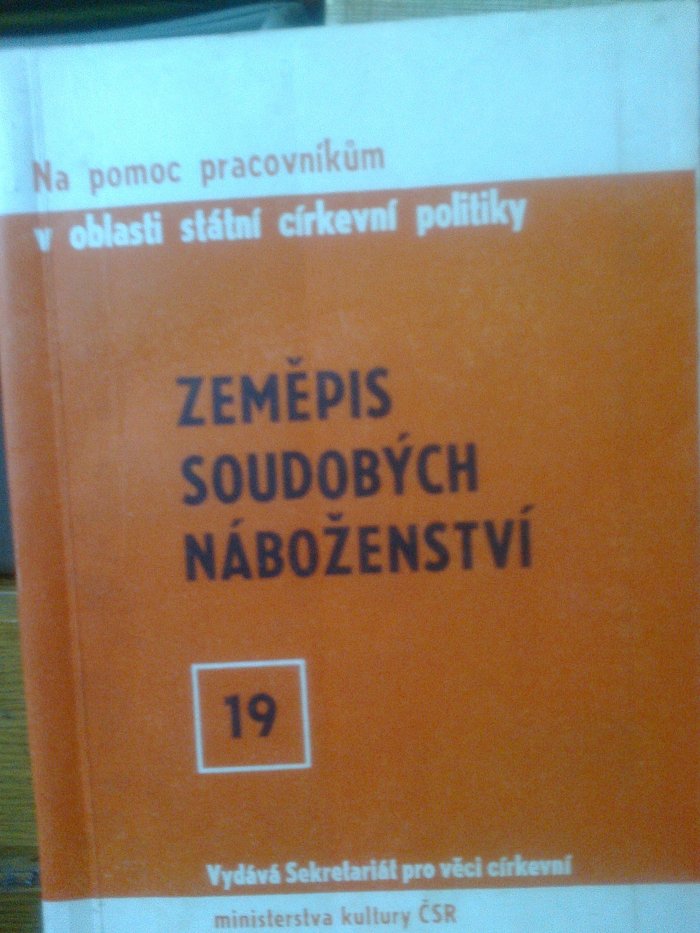 Na pomoc pracovníkům
v oblasti státní církevní politiky
ZEMĚPIS
SOUDOBÝCH
NÁBOŽENSTVÍ
19
Vydává Sekretariát pro věci církevní
ministerstva kultury ČSR